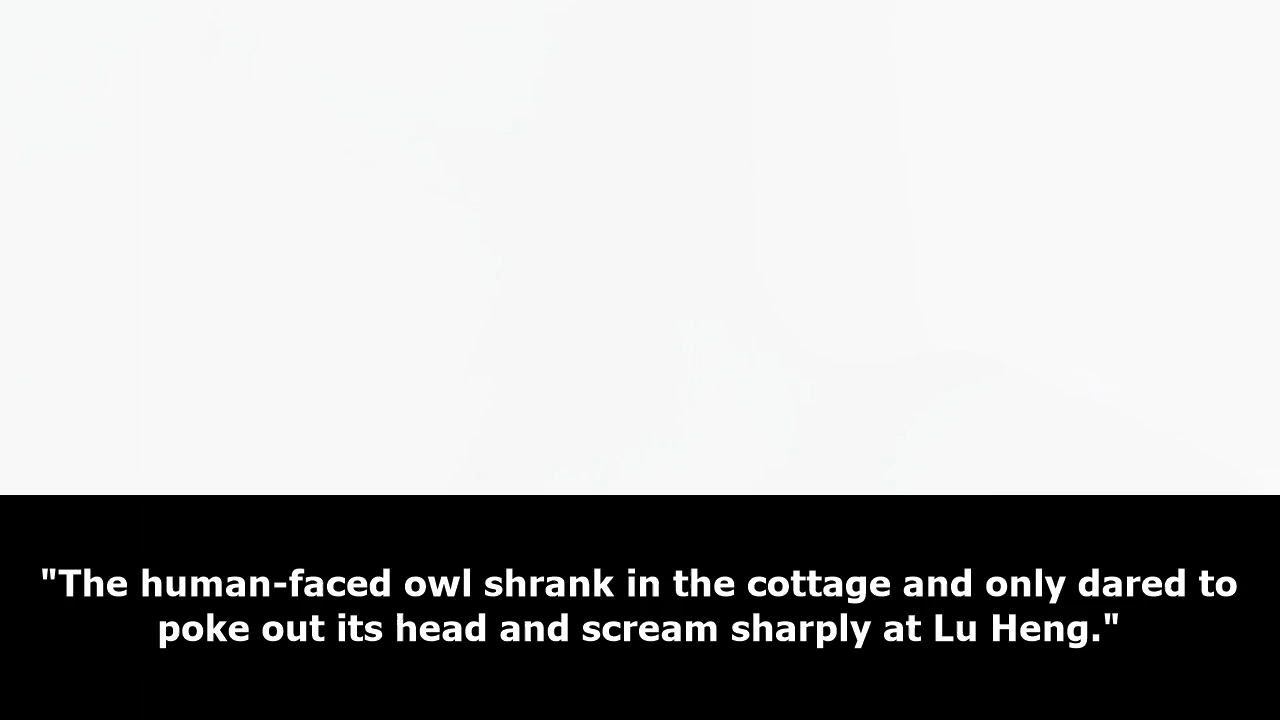 "The human-faced owl shrank in the cottage and only dared to
poke out its head and scream sharply at Lu Heng."